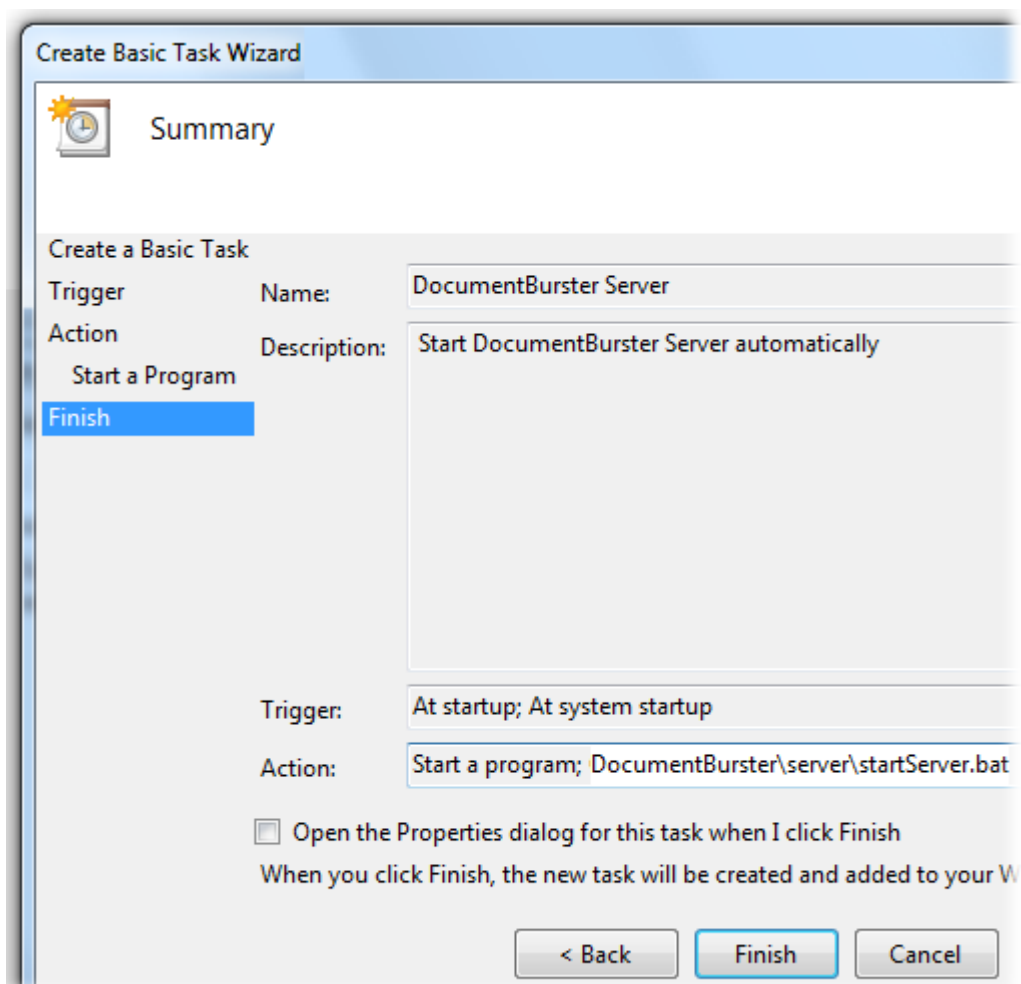 Create Basic Task Wizard
Summary
Create a Basic Task
Trigger
Action
Start a Program
Finish
Name: DocumentBurster Server
Description: Start DocumentBurster Server automatically
Trigger: At startup; At system startup
Action: Start a program; DocumentBurster\server\startServer.bat
Open the Properties dialog for this task when I click Finish
When you click Finish, the new task will be created and added to your W
< Back Finish Cancel